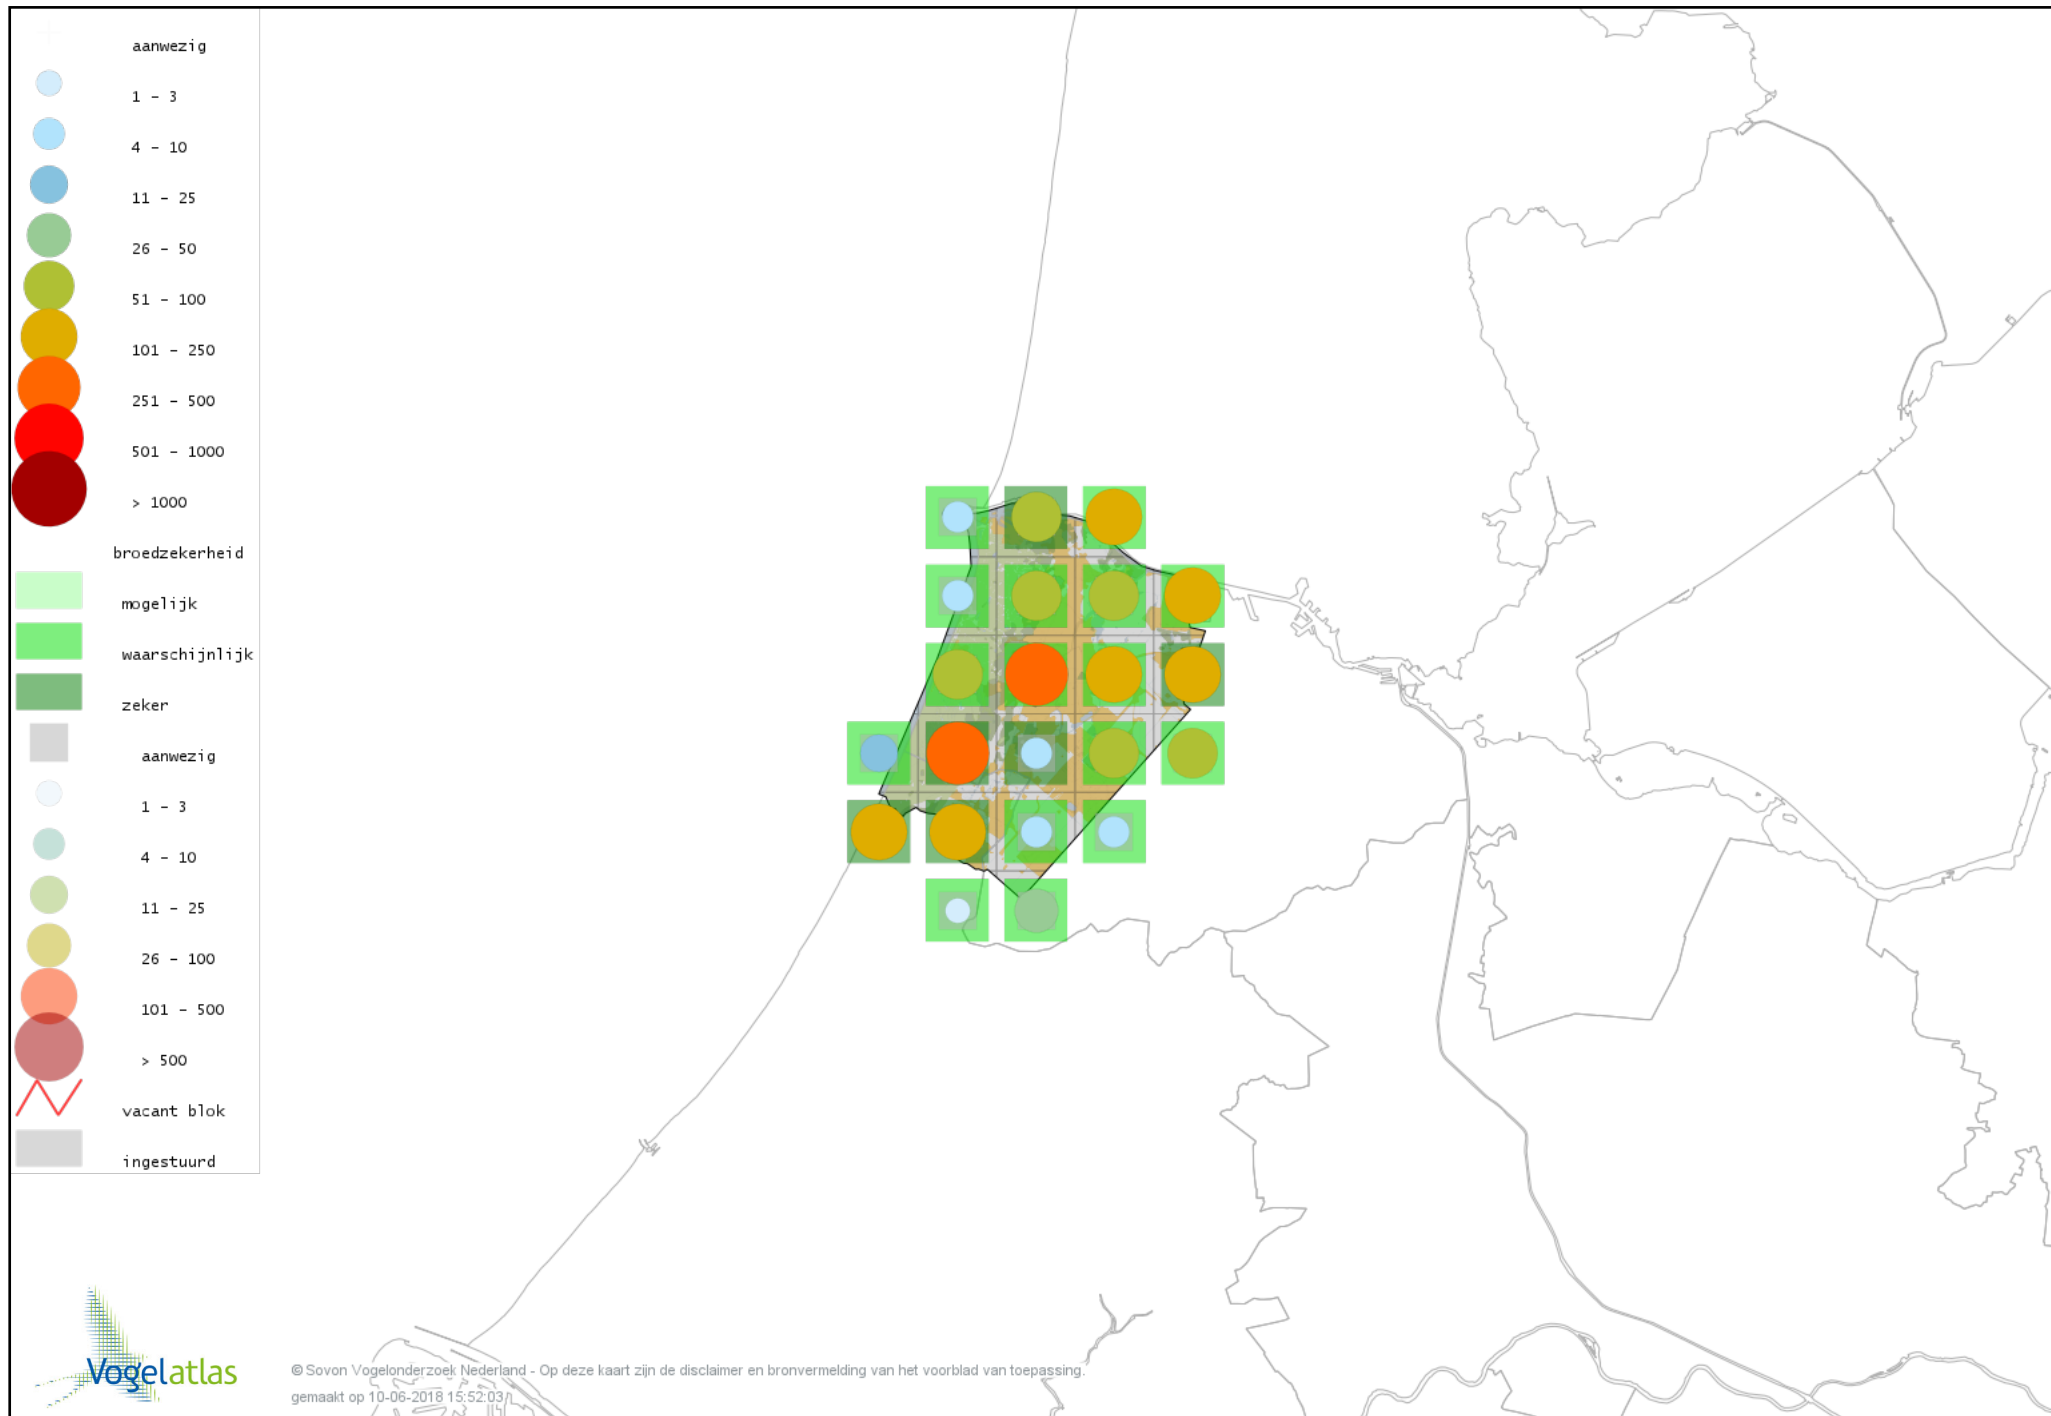 aanwezig
1 - 3
4 - 10
11 - 25
26 - 50
51 - 100
101 - 250
251 - 500
501 - 1000
> 1000
broedzekerheid
mogelijk
waarschijnlijk
zeker
aanwezig
1 - 3
4 - 10
11 - 25
26 - 100
101 - 500
> 500
vacant blok
ingestuurd
Vogelatlas
© Sovon Vogelonderzoek Nederland - Op deze kaart zijn de disclaimer en bronvermelding van het voorblad van toepassing.
gemaakt op 10-06-2018 15:52:03